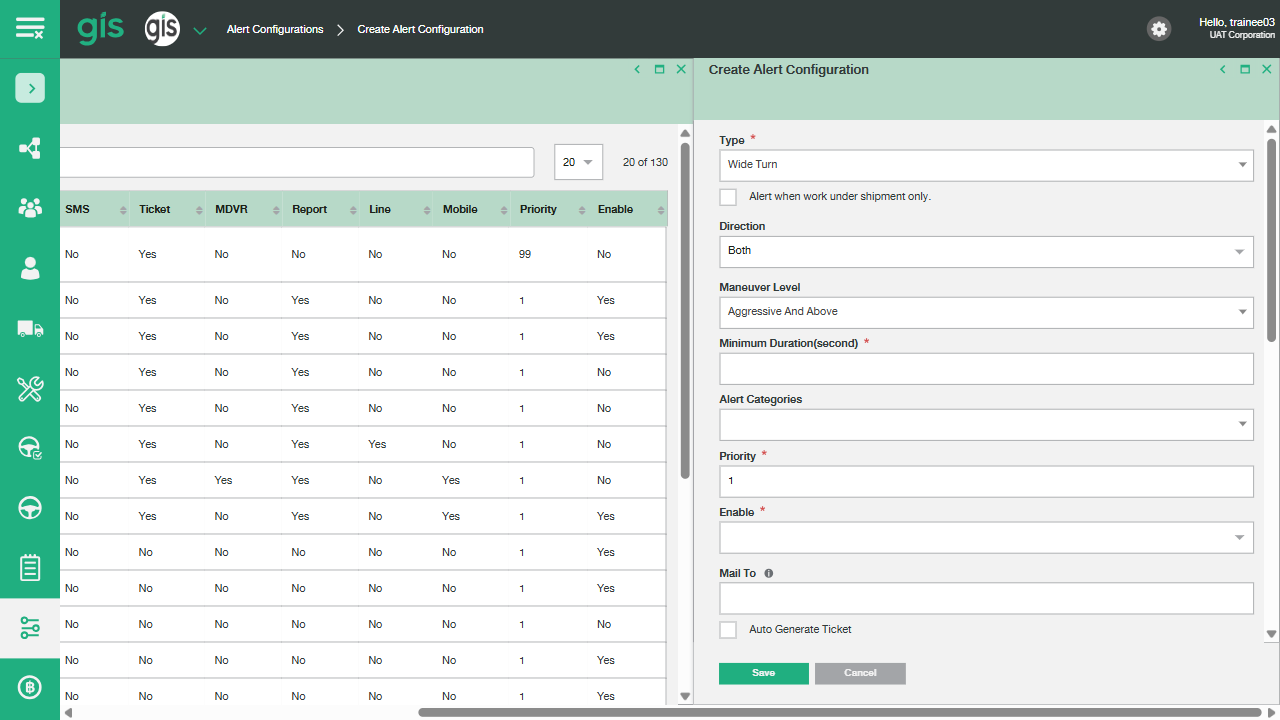 gis
gis
Alert Configurations
Create Alert Configuration
Hello, trainee03
UAT Corporation
20
20 of 130
SMS Ticket MDVR Report Line Mobile Priority Enable
No Yes No No No No 99 No
No Yes No Yes No No 1 Yes
No Yes No Yes No No 1 Yes
No Yes No Yes No No 1 No
No Yes No Yes No No 1 No
No Yes No Yes Yes No 1 No
No Yes Yes Yes No Yes 1 No
No Yes No Yes No Yes 1 Yes
No No No No No No 1 Yes
No No No No No No 1 Yes
No No No No No No 1 No
No No No No No No 1 Yes
No No No No No No 1 Yes
Create Alert Configuration
Type *
Wide Turn
Alert when work under shipment only.
Direction
Both
Maneuver Level
Aggressive And Above
Minimum Duration(second) *
Alert Categories
Priority *
1
Enable *
Mail To
Auto Generate Ticket
Save
Cancel